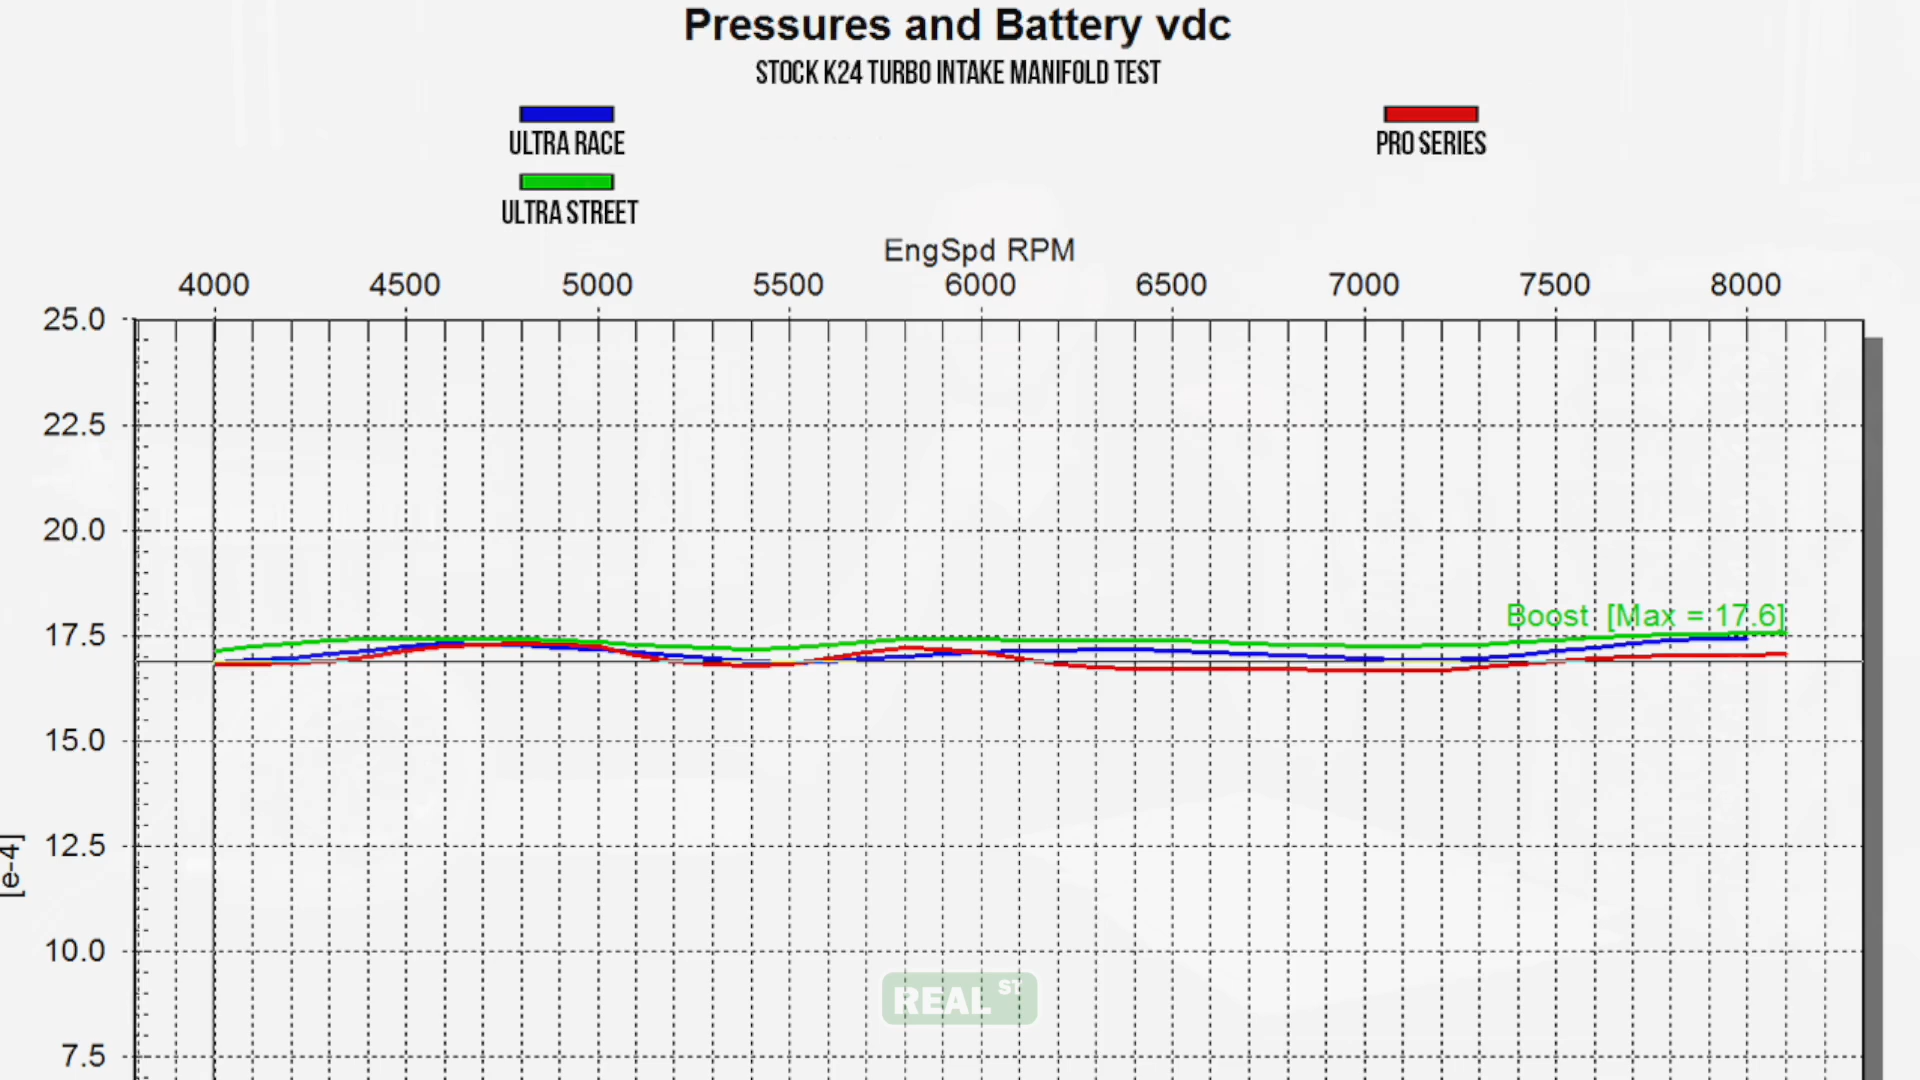 Pressures and Battery vdc
STOCK K24 TURBO INTAKE MANIFOLD TEST
ULTRA RACE
PRO SERIES
ULTRA STREET
EngSpd RPM
4000 4500 5000 5500 6000 6500 7000 7500 8000
25.0
22.5
20.0
Boost [Max = 17.6]
17.5
15.0
12.5
[e-4]
10.0
REAL ST
7.5